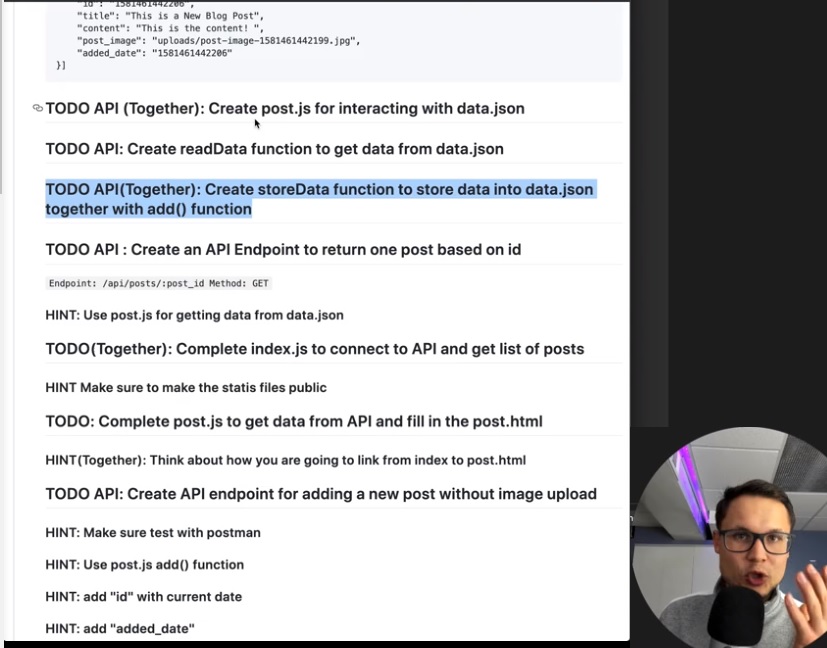 "id": "1581461442206",
"title": "This is a New Blog Post",
"content": "This is the content! ",
"post_image": "uploads/post-image-1581461442199.jpg",
"added_date": "1581461442206"
}]
TODO API (Together): Create post.js for interacting with data.json
TODO API: Create readData function to get data from data.json
TODO API(Together): Create storeData function to store data into data.json
together with add() function
TODO API : Create an API Endpoint to return one post based on id
Endpoint: /api/posts/:post_id Method: GET
HINT: Use post.js for getting data from data.json
TODO(Together): Complete index.js to connect to API and get list of posts
HINT Make sure to make the statis files public
TODO: Complete post.js to get data from API and fill in the post.html
HINT(Together): Think about how you are going to link from index to post.html
TODO API: Create API endpoint for adding a new post without image upload
HINT: Make sure test with postman
HINT: Use post.js add() function
HINT: add "id" with current date
HINT: add "added_date"